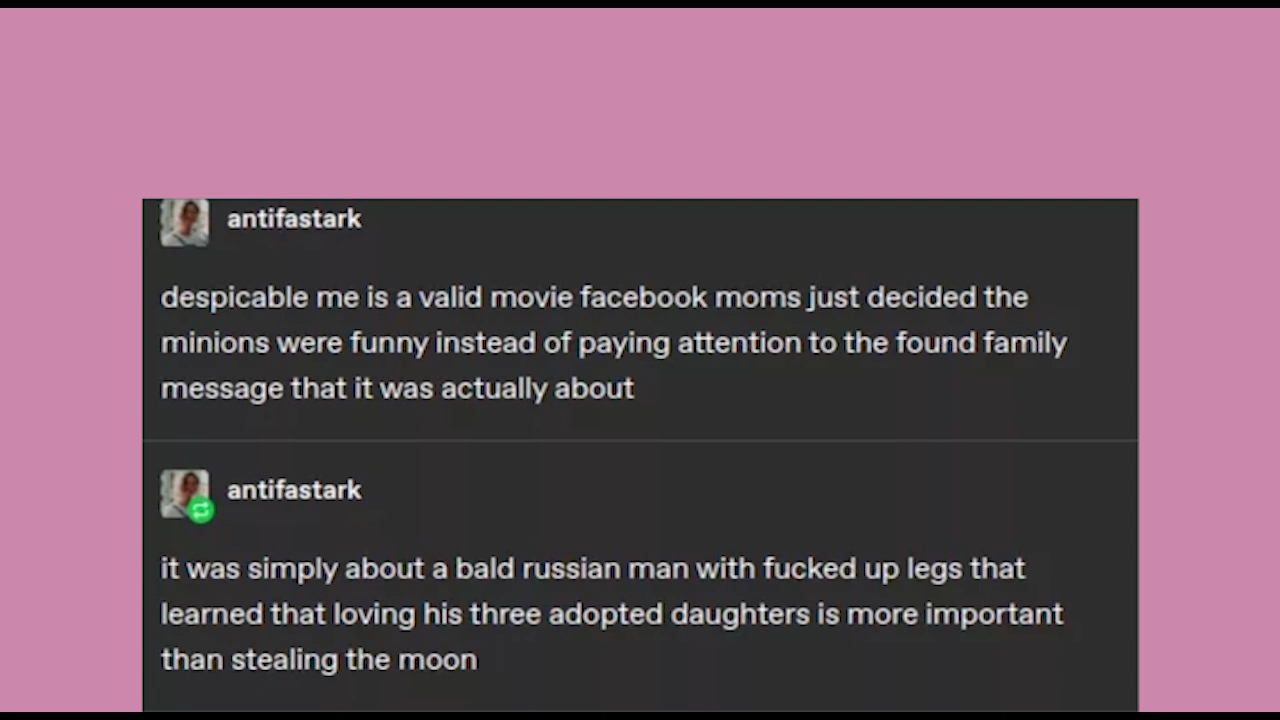 antifastark
despicable me is a valid movie facebook moms just decided the
minions were funny instead of paying attention to the found family
message that it was actually about
antifastark
it was simply about a bald russian man with fucked up legs that
learned that loving his three adopted daughters is more important
than stealing the moon